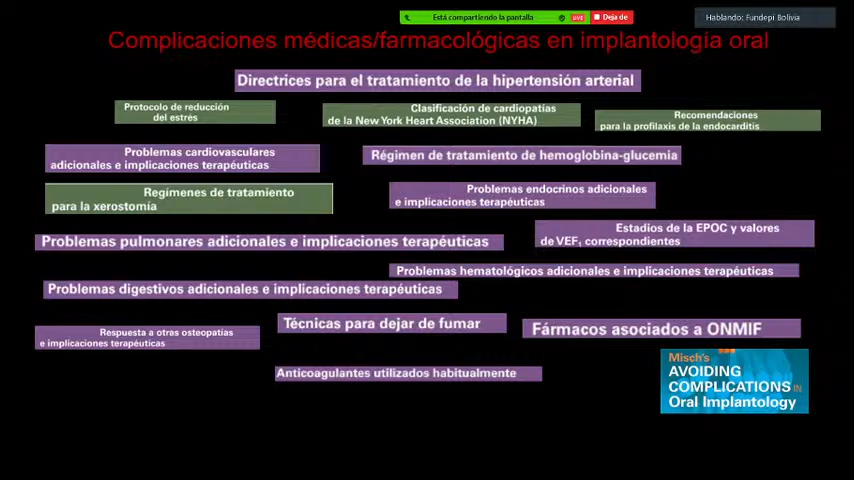 Está compartiendo la pantalla
LIVE
Deja de
Hablando: Fundepi Bolivia
Complicaciones médicas/farmacológicas en implantología oral
Directrices para el tratamiento de la hipertensión arterial
Protocolo de reducción
del estrés
Clasificación de cardiopatías
de la New York Heart Association (NYHA)
Recomendaciones
para la profilaxis de la endocarditis
Problemas cardiovasculares
adicionales e implicaciones terapéuticas
Régimen de tratamiento de hemoglobina-glucemia
Regímenes de tratamiento
para la xerostomía
Problemas endocrinos adicionales
e implicaciones terapéuticas
Problemas pulmonares adicionales e implicaciones terapéuticas
Estadios de la EPOC y valores
de VEF₁ correspondientes
Problemas hematológicos adicionales e implicaciones terapéuticas
Problemas digestivos adicionales e implicaciones terapéuticas
Respuesta a otras osteopatías
e implicaciones terapéuticas
Técnicas para dejar de fumar
Fármacos asociados a ONMIF
Anticoagulantes utilizados habitualmente
Misch's
AVOIDING
COMPLICATIONS IN
Oral Implantology